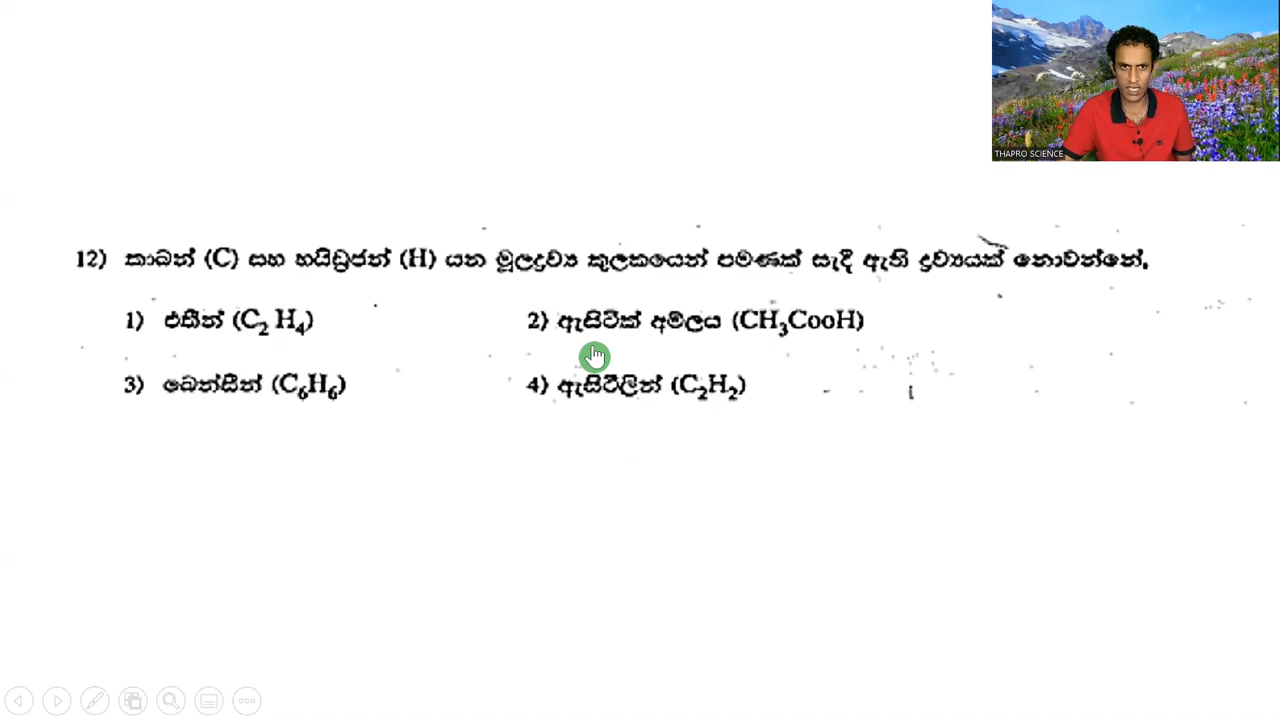 THAPRO SCIENCE
12) කාබන් (C) සහ හයිඩ්‍රජන් (H) යන මූලද්‍රව්‍ය කුලකයෙන් පමණක් සැදී ඇති ද්‍රව්‍යයක් නොවන්නේ,
1) එතීන් (C₂ H₄) 2) ඇසිටික් අම්ලය (CH₃CooH)
3) බෙන්සීන් (C₆H₆) 4) ඇසිටීලින් (C₂H₂)